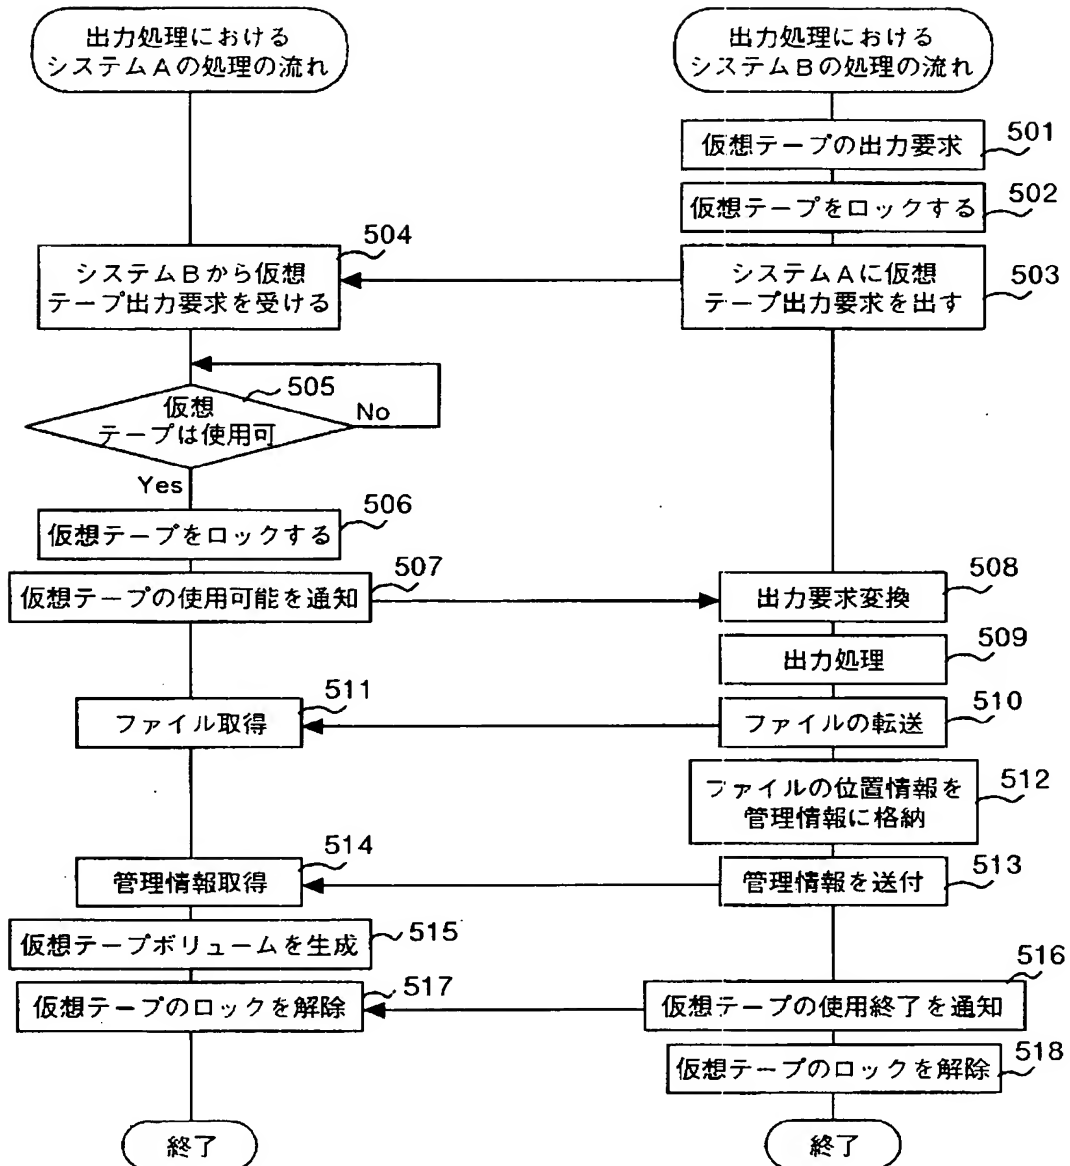 出力処理における
システムAの処理の流れ
出力処理における
システムBの処理の流れ
仮想テープの出力要求
501
仮想テープをロックする
502
システムBから仮想
テープ出力要求を受ける
504
システムAに仮想
テープ出力要求を出す
503
仮想
テープは使用可
505
No
Yes
仮想テープをロックする
506
仮想テープの使用可能を通知
507
出力要求変換
508
出力処理
509
ファイル取得
511
ファイルの転送
510
ファイルの位置情報を
管理情報に格納
512
管理情報取得
514
管理情報を送付
513
仮想テープボリュームを生成
515
仮想テープのロックを解除
517
仮想テープの使用終了を通知
516
仮想テープのロックを解除
518
終了
終了